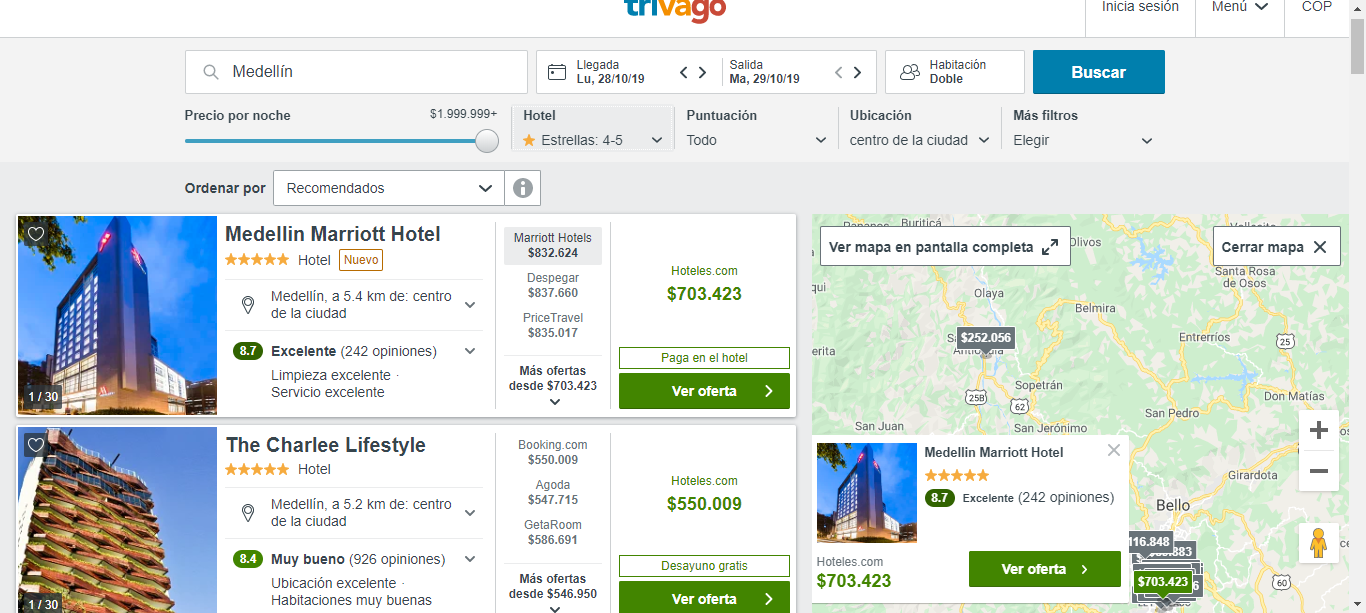 trivago
Inicia sesión
Menú
COP
Medellín
Llegada
Lu, 28/10/19
Salida
Ma, 29/10/19
Habitación
Doble
Buscar
Precio por noche
$1.999.999+
Hotel
Estrellas: 4-5
Puntuación
Todo
Ubicación
centro de la ciudad
Más filtros
Elegir
Ordenar por
Recomendados
Medellin Marriott Hotel
Hotel
Nuevo
Medellín, a 5.4 km de: centro
de la ciudad
8.7 Excelente (242 opiniones)
Limpieza excelente ·
Servicio excelente
1 / 30
Marriott Hotels
$832.624
Despegar
$837.660
PriceTravel
$835.017
Más ofertas
desde $703.423
Hoteles.com
$703.423
Paga en el hotel
Ver oferta
The Charlee Lifestyle
Hotel
Medellín, a 5.2 km de: centro
de la ciudad
8.4 Muy bueno (926 opiniones)
Ubicación excelente ·
Habitaciones muy buenas
1 / 30
Booking.com
$550.009
Agoda
$547.715
GetaRoom
$586.691
Más ofertas
desde $546.950
Hoteles.com
$550.009
Desayuno gratis
Ver oferta
Buriticá
Ver mapa en pantalla completa
Olivos
Cerrar mapa
Santa Rosa
de Osos
Olaya
Belmira
$252.056
Entrerríos
25
Sopetrán
25B
62
Don Matías
San Pedro
San Juan
San Jerónimo
Girardota
Bello
Medellin Marriott Hotel
8.7 Excelente (242 opiniones)
Hoteles.com
$703.423
Ver oferta
116.848
$703.423
60